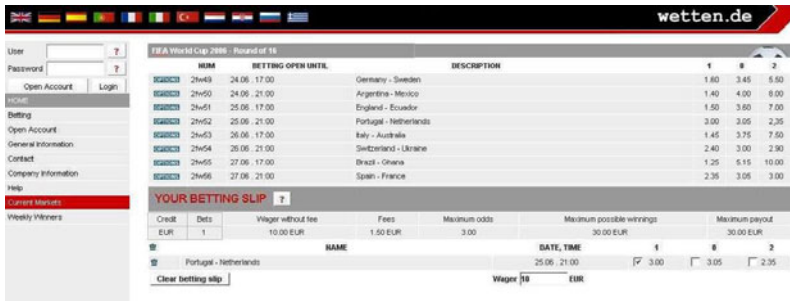 wetten.de
User ?
Password ?
Open Account Login
HOME
Betting
Open Account
General Information
Contact
Company Information
Help
Current Markets
Weekly Winners
FIFA World Cup 2006 - Round of 16
NUM BETTING OPEN UNTIL DESCRIPTION 1 0 2
2fw49 24.06. 17:00 Germany - Sweden 1.60 3.45 5.50
2fw50 24.06. 21:00 Argentina - Mexico 1.40 4.00 8.00
2fw51 25.06. 17:00 England - Ecuador 1.50 3.60 7.00
2fw52 25.06. 21:00 Portugal - Netherlands 3.00 3.05 2,35
2fw53 26.06. 17:00 Italy - Australia 1.45 3.75 7.50
2fw54 26.06. 21:00 Switzerland - Ukraine 2.40 3.00 2.90
2fw55 27.06. 17:00 Brazil - Ghana 1.25 5.15 10.00
2fw56 27.06. 21:00 Spain - France 2.35 3.05 3.00
YOUR BETTING SLIP ?
Credit Bets Wager without fee Fees Maximum odds Maximum possible winnings Maximum payout
EUR 1 10.00 EUR 1.50 EUR 3.00 30.00 EUR 30.00 EUR
NAME DATE, TIME 1 0 2
Portugal - Netherlands 25.06. 21:00 3.00 3.05 2.35
Clear betting slip Wager 10 EUR